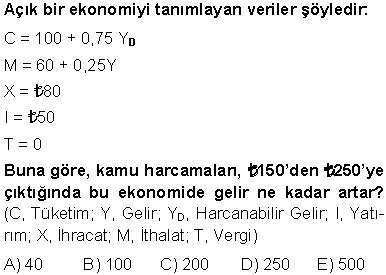 Açık bir ekonomiyi tanımlayan veriler şöyledir:
C = 100 + 0,75 Y_D
M = 60 + 0,25Y
X = ₺80
I = ₺50
T = 0
Buna göre, kamu harcamaları, ₺150'den ₺250'ye
çıktığında bu ekonomide gelir ne kadar artar?
(C, Tüketim; Y, Gelir; Y_D, Harcanabilir Gelir; I, Yatı-
rım; X, İhracat; M, İthalat; T, Vergi)
A) 40 B) 100 C) 200 D) 250 E) 500